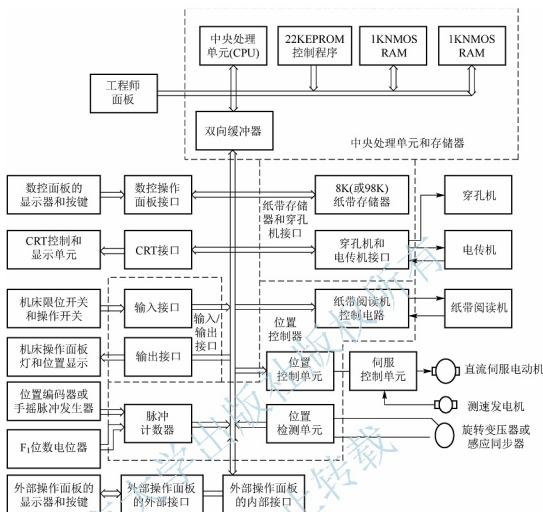 中央处理
单元(CPU)
22KEPROM
控制程序
1KNMOS
RAM
1KNMOS
RAM
工程师
面板
双向缓冲器
中央处理单元和存储器
数控面板的
显示器和按键
数控操作
面板接口
纸带存储
器和穿孔
机接口
8K(或98K)
纸带存储器
穿孔机
CRT控制和
显示单元
CRT接口
穿孔机和
电传机接口
电传机
机床限位开关
和操作开关
输入接口
输入/
输出
接口
位置
控制器
纸带阅读机
控制电路
纸带阅读机
机床操作面板
灯和位置显示
输出接口
位置
控制单元
伺服
控制单元
直流伺服电动机
位置编码器或
手摇脉冲发生器
脉冲
计数器
位置
检测单元
测速发电机
旋转变压器或
感应同步器
F₁位数电位器
外部操作面板的
显示器和按键
外部操作面板
的外部接口
外部操作面板
的内部接口